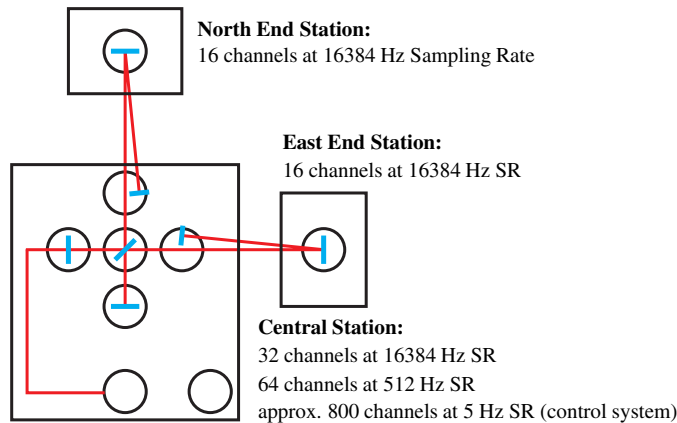 North End Station:
16 channels at 16384 Hz Sampling Rate
East End Station:
16 channels at 16384 Hz SR
Central Station:
32 channels at 16384 Hz SR
64 channels at 512 Hz SR
approx. 800 channels at 5 Hz SR (control system)